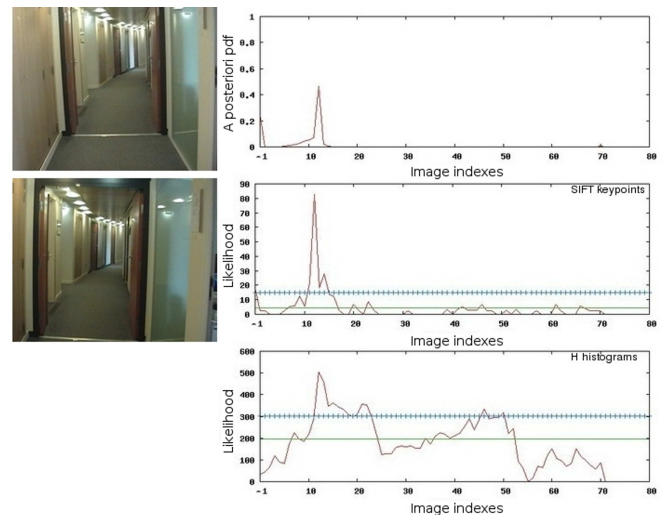 A posteriori pdf
1
0.8
0.6
0.4
0.2
0
-1 10 20 30 40 50 60 70 80
Image indexes
SIFT keypoints
Likelihood
90
80
70
60
50
40
30
20
10
0
-1 10 20 30 40 50 60 70 80
Image indexes
H histograms
Likelihood
600
500
400
300
200
100
0
-1 10 20 30 40 50 60 70 80
Image indexes